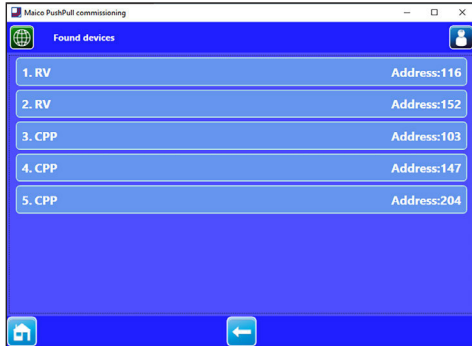 Maico PushPull commissioning
Found devices
1. RV Address:116
2. RV Address:152
3. CPP Address:103
4. CPP Address:147
5. CPP Address:204